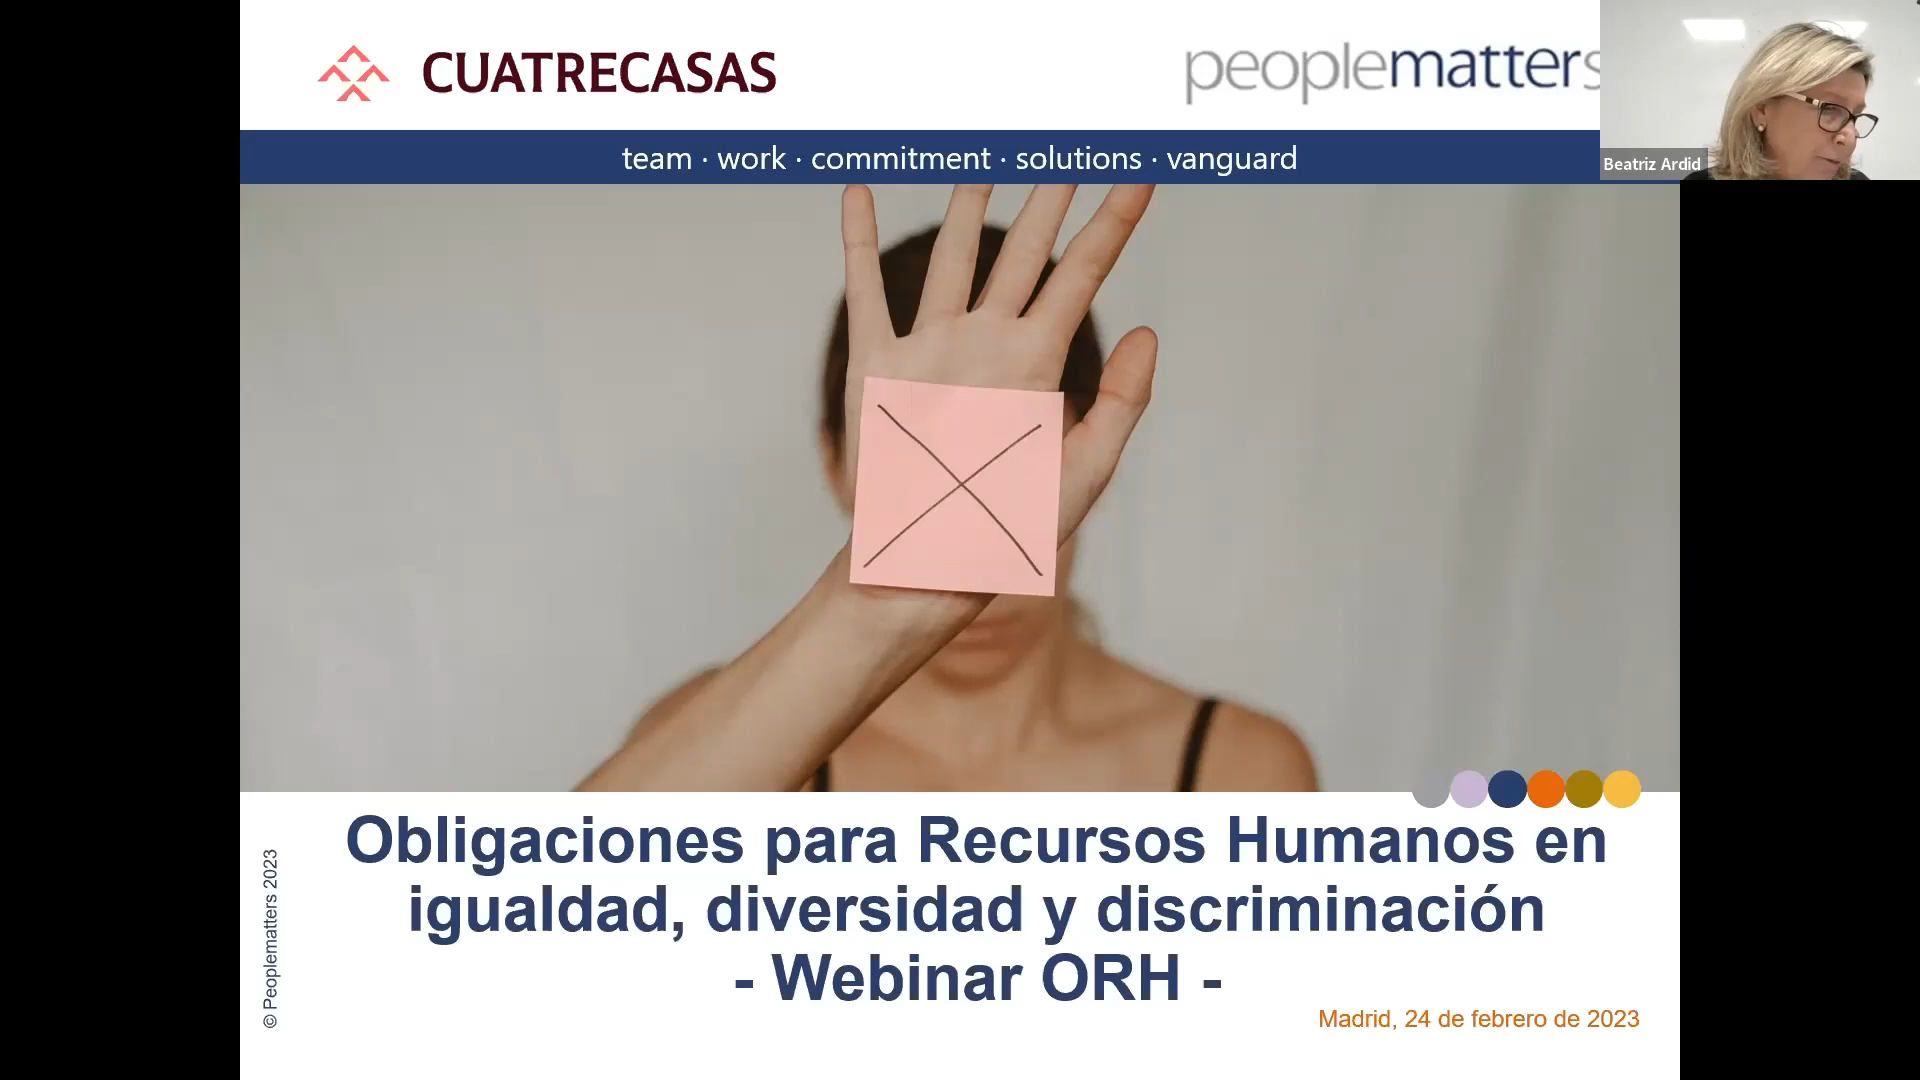 CUATRECASAS
peoplematters
Beatriz Ardid
team · work · commitment · solutions · vanguard
© Peoplematters 2023
Obligaciones para Recursos Humanos en
igualdad, diversidad y discriminación
- Webinar ORH -
Madrid, 24 de febrero de 2023